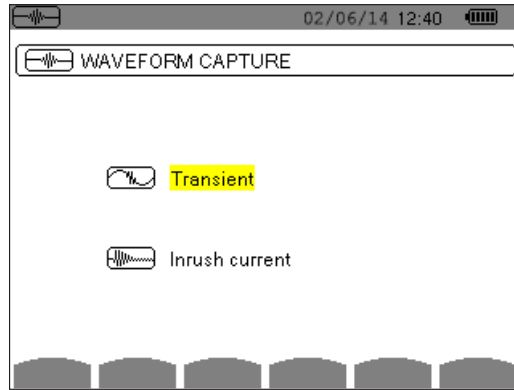 02/06/14 12:40
WAVEFORM CAPTURE
Transient
Inrush current